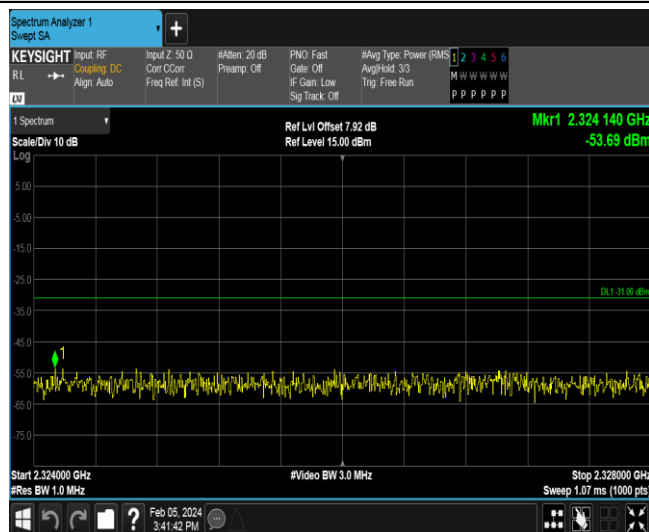 Spectrum Analyzer 1
Swept SA
+
KEYSIGHT
RL
LXI
Input: RF
Coupling: DC
Align: Auto
Input Z: 50 Ω
Corr CCorr
Freq Ref: Int (S)
#Atten: 20 dB
Preamp: Off
PNO: Fast
Gate: Off
IF Gain: Low
Sig Track: Off
#Avg Type: Power (RMS
Avg|Hold: 3/3
Trig: Free Run
1 2 3 4 5 6
M W W W W W
P P P P P P
1 Spectrum
Scale/Div 10 dB
Log
Ref Lvl Offset 7.92 dB
Ref Level 15.00 dBm
Mkr1 2.324 140 GHz
-53.69 dBm
5.00
-5.00
-15.0
-25.0
DL1 -31.00 dBm
-35.0
-45.0
1
-55.0
-65.0
-75.0
Start 2.324000 GHz
#Res BW 1.0 MHz
#Video BW 3.0 MHz
Stop 2.328000 GHz
Sweep 1.07 ms (1000 pts)
?
Feb 05, 2024
3:41:42 PM